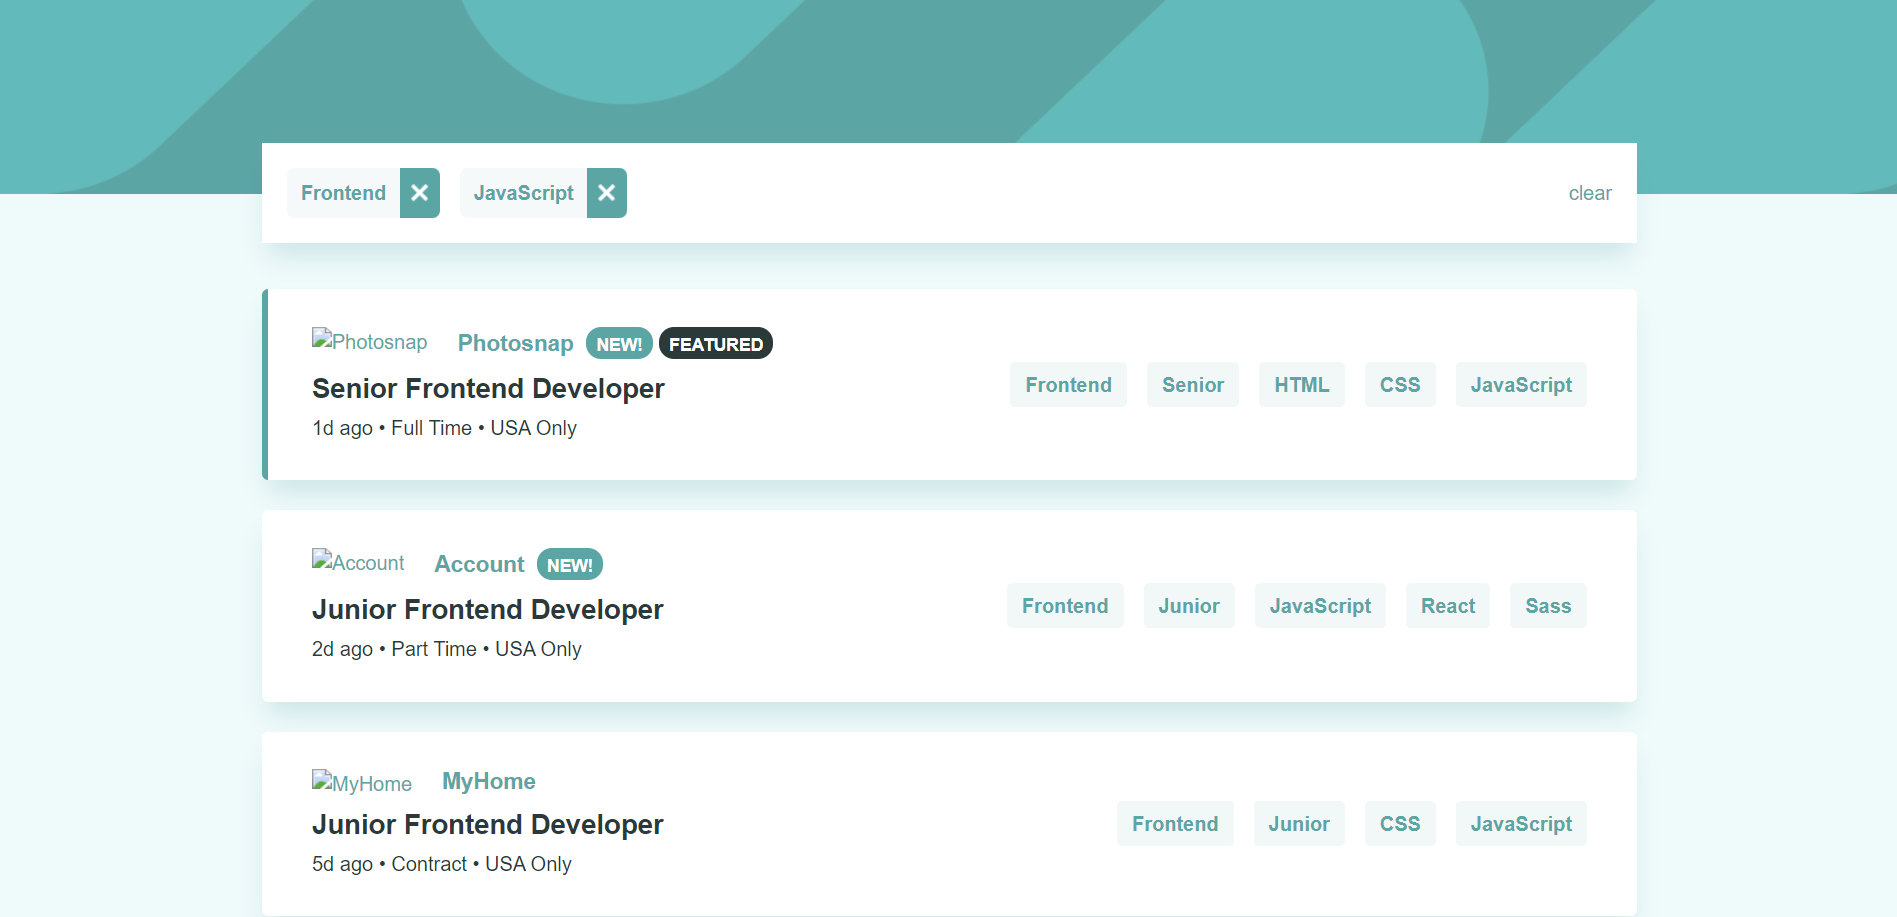 Frontend JavaScript clear
Photosnap Photosnap NEW! FEATURED
Senior Frontend Developer
1d ago • Full Time • USA Only
Frontend Senior HTML CSS JavaScript
Account Account NEW!
Junior Frontend Developer
2d ago • Part Time • USA Only
Frontend Junior JavaScript React Sass
MyHome MyHome
Junior Frontend Developer
5d ago • Contract • USA Only
Frontend Junior CSS JavaScript